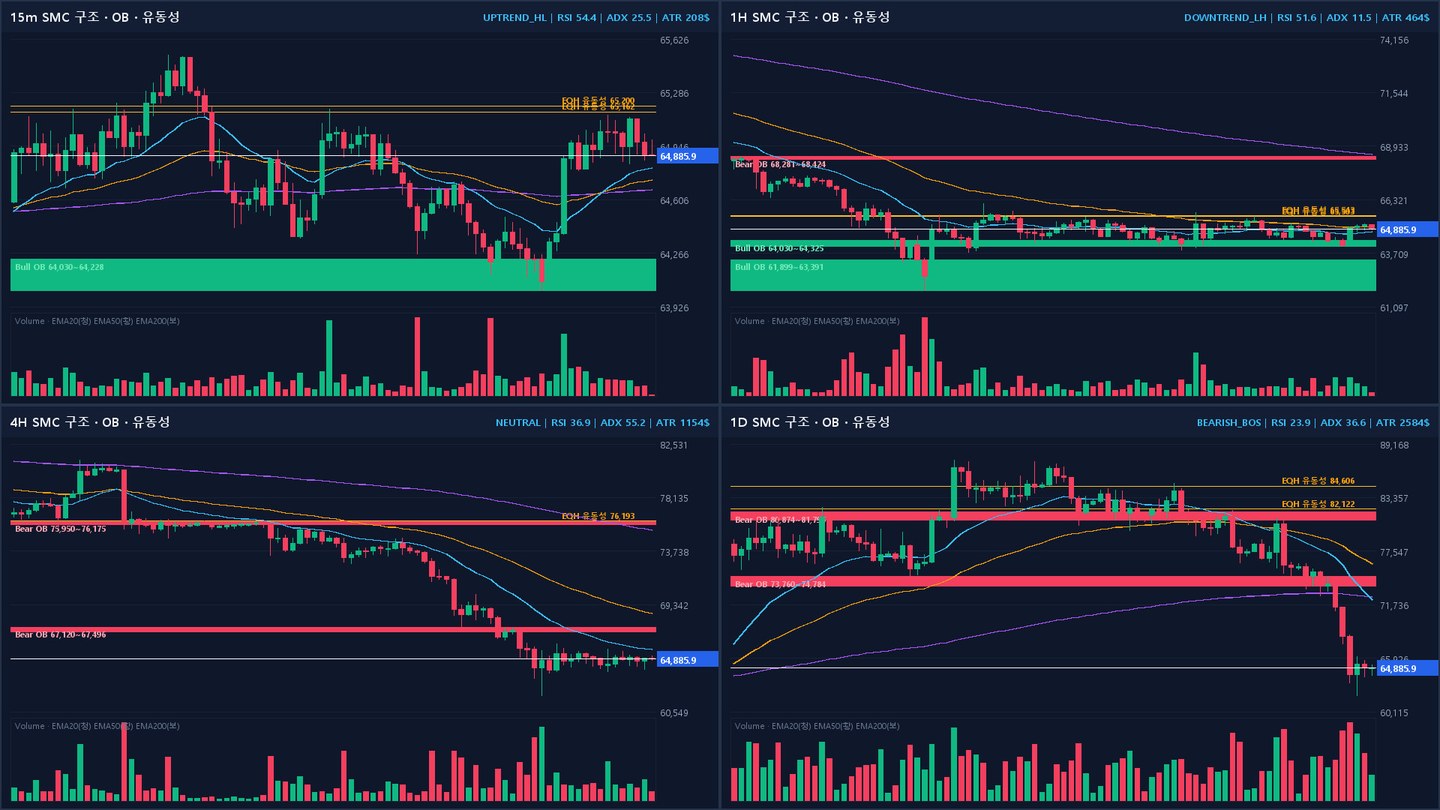 15m SMC 구조 · OB · 유동성
UPTREND_HL | RSI 54.4 | ADX 25.5 | ATR 208$
65,626
65,286
EQH 유동성 65,200
64,885.9
64,606
64,266
Bull OB 64,030~64,228
63,926
Volume · EMA20(청) EMA50(황) EMA200(보)
1H SMC 구조 · OB · 유동성
DOWNTREND_LH | RSI 51.6 | ADX 11.5 | ATR 464$
74,156
71,544
68,933
Bear OB 68,281~68,424
66,321
64,885.9
Bull OB 64,030~64,325
63,709
Bull OB 61,899~63,391
61,097
Volume · EMA20(청) EMA50(황) EMA200(보)
4H SMC 구조 · OB · 유동성
NEUTRAL | RSI 36.9 | ADX 55.2 | ATR 1154$
82,531
78,135
EQH 유동성 76,193
Bear OB 75,950~76,175
73,738
69,342
Bear OB 67,120~67,496
64,885.9
60,549
Volume · EMA20(청) EMA50(황) EMA200(보)
1D SMC 구조 · OB · 유동성
BEARISH_BOS | RSI 23.9 | ADX 36.6 | ATR 2584$
89,168
EQH 유동성 84,606
83,357
EQH 유동성 82,122
77,547
Bear OB 73,760~74,784
71,736
64,885.9
60,115
Volume · EMA20(청) EMA50(황) EMA200(보)